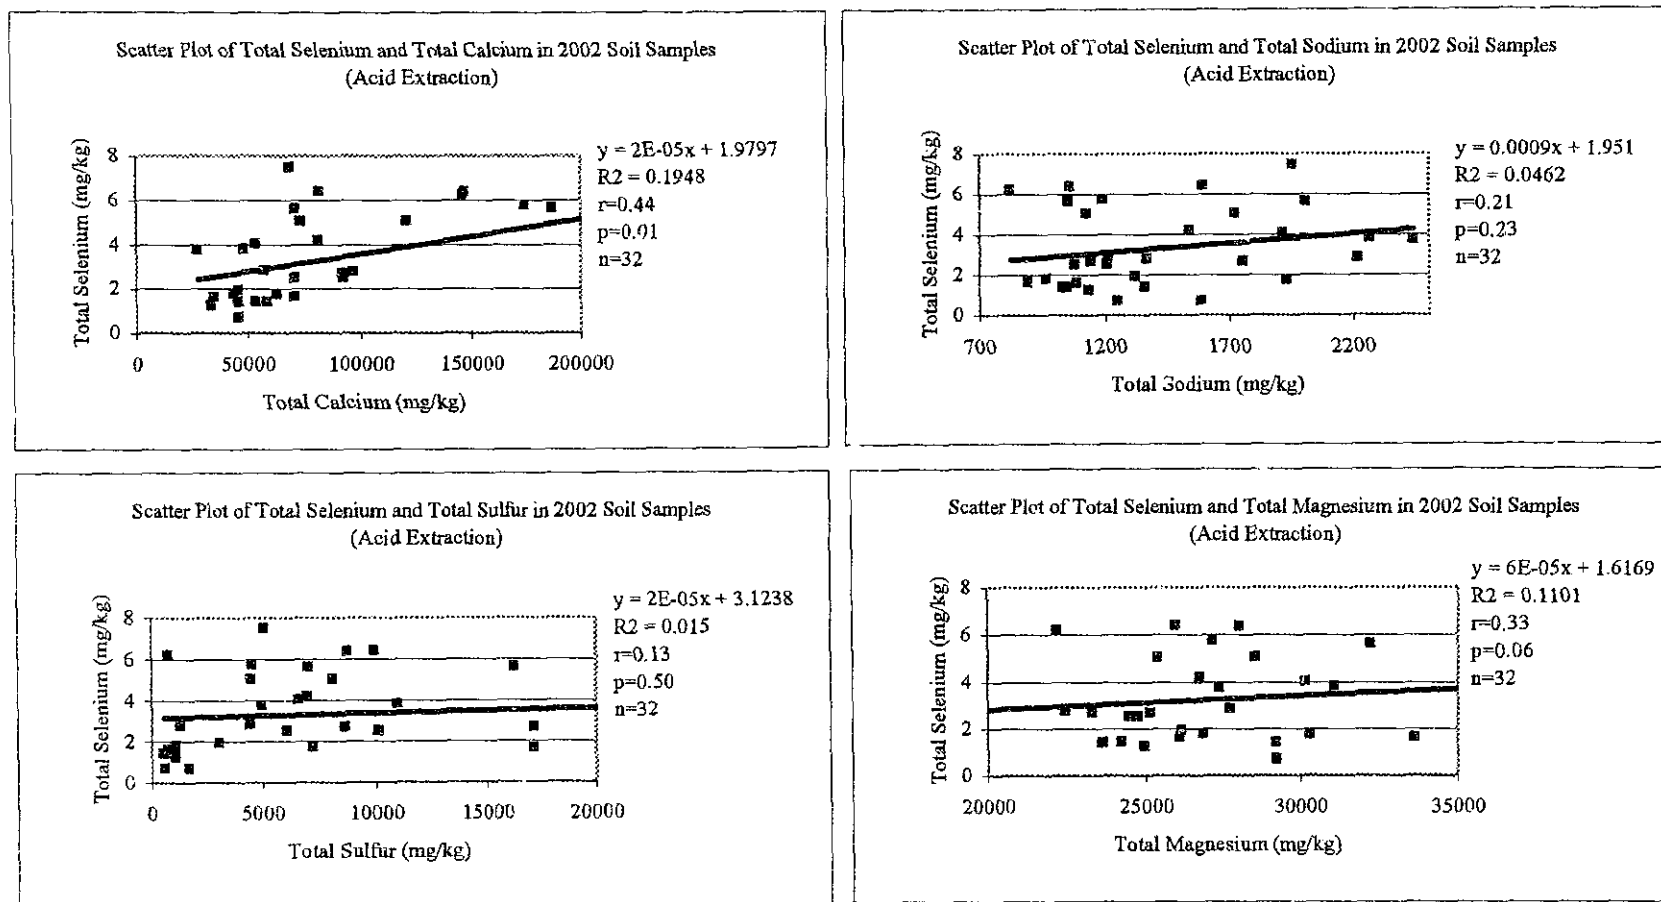 Scatter Plot of Total Selenium and Total Calcium in 2002 Soil Samples
(Acid Extraction)
y = 2E-05x + 1.9797
R2 = 0.1948
r=0.44
p=0.01
n=32
Total Selenium (mg/kg)
8
6
4
2
0
0 50000 100000 150000 200000
Total Calcium (mg/kg)
Scatter Plot of Total Selenium and Total Sodium in 2002 Soil Samples
(Acid Extraction)
y = 0.0009x + 1.951
R2 = 0.0462
r=0.21
p=0.23
n=32
Total Selenium (mg/kg)
8
6
4
2
0
700 1200 1700 2200
Total Sodium (mg/kg)
Scatter Plot of Total Selenium and Total Sulfur in 2002 Soil Samples
(Acid Extraction)
y = 2E-05x + 3.1238
R2 = 0.015
r=0.13
p=0.50
n=32
Total Selenium (mg/kg)
8
6
4
2
0
0 5000 10000 15000 20000
Total Sulfur (mg/kg)
Scatter Plot of Total Selenium and Total Magnesium in 2002 Soil Samples
(Acid Extraction)
y = 6E-05x + 1.6169
R2 = 0.1101
r=0.33
p=0.06
n=32
Total Selenium (mg/kg)
8
6
4
2
0
20000 25000 30000 35000
Total Magnesium (mg/kg)